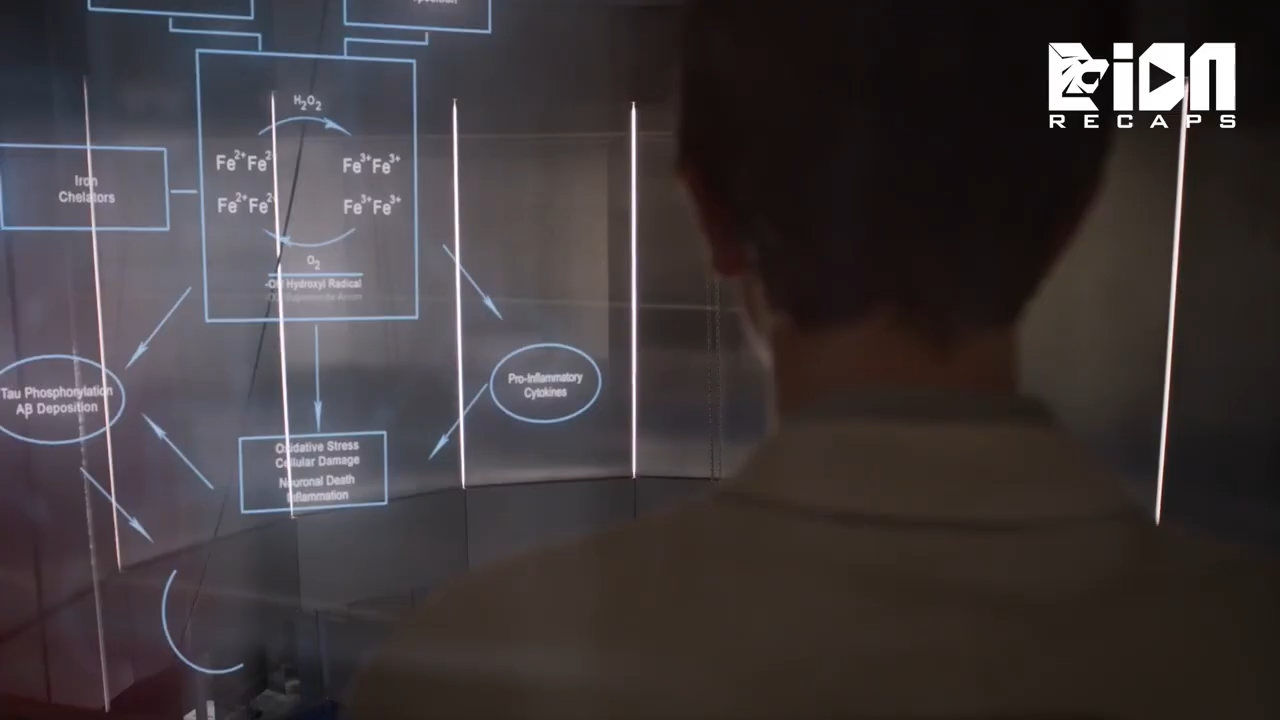 ZiON
RECAPS
H₂O₂
Fe²⁺Fe²
Fe³⁺Fe³⁺
Iron
Chelators
Fe²⁺Fe²
Fe³⁺Fe³⁺
O₂
Hydroxyl Radical
Tau Phosphorylation
Aβ Deposition
Pro-Inflammatory
Cytokines
Oxidative Stress
Cellular Damage
Neuronal Death
Inflammation